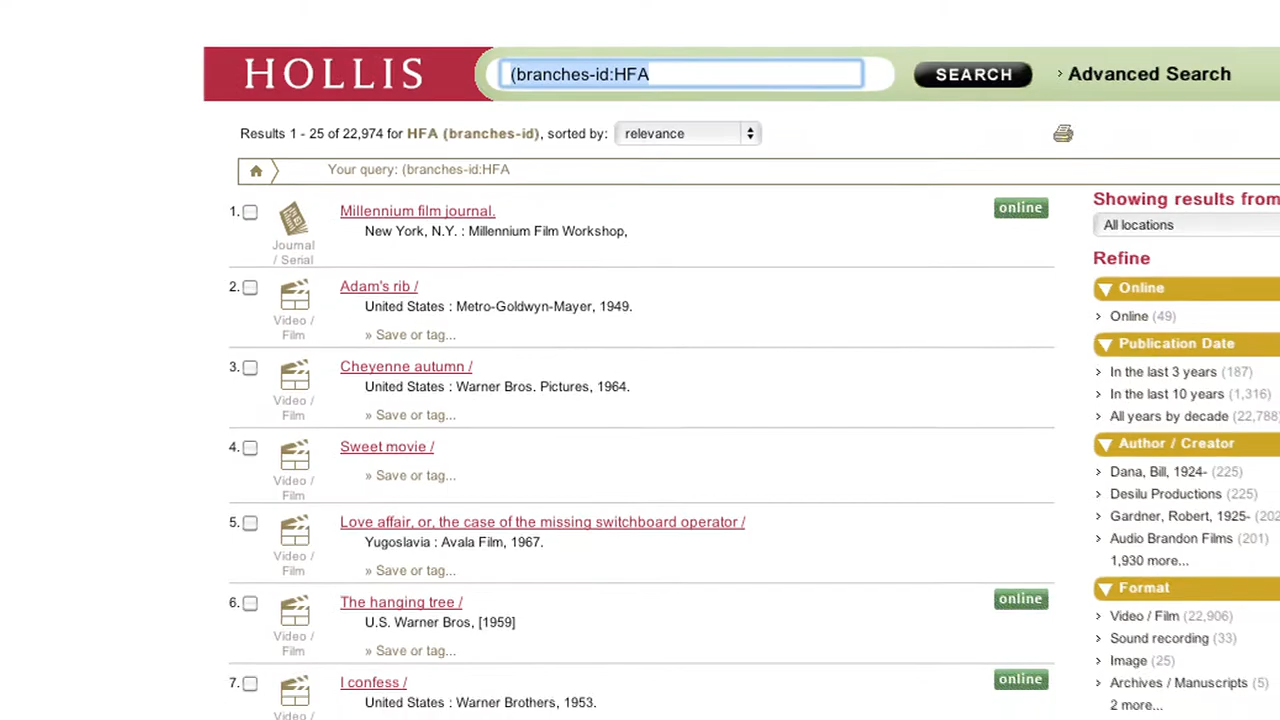 HOLLIS
(branches-id:HFA
SEARCH
Advanced Search
Results 1 - 25 of 22,974 for HFA (branches-id), sorted by: relevance
Your query: (branches-id:HFA
1. Millennium film journal. online
New York, N.Y. : Millennium Film Workshop,
Journal
/ Serial
2. Adam's rib /
United States : Metro-Goldwyn-Mayer, 1949.
Video /
Film
» Save or tag...
3. Cheyenne autumn /
United States : Warner Bros. Pictures, 1964.
Video /
Film
» Save or tag...
4. Sweet movie /
» Save or tag...
Video /
Film
5. Love affair, or, the case of the missing switchboard operator /
Yugoslavia : Avala Film, 1967.
Video /
Film
» Save or tag...
6. The hanging tree / online
U.S. Warner Bros, [1959]
Video /
Film
» Save or tag...
7. I confess / online
United States : Warner Brothers, 1953.
Video /
Showing results from
All locations
Refine
Online
Online (49)
Publication Date
In the last 3 years (187)
In the last 10 years (1,316)
All years by decade (22,788
Author / Creator
Dana, Bill, 1924- (225)
Desilu Productions (225)
Gardner, Robert, 1925- (202
Audio Brandon Films (201)
1,930 more...
Format
Video / Film (22,906)
Sound recording (33)
Image (25)
Archives / Manuscripts (5)
2 more...